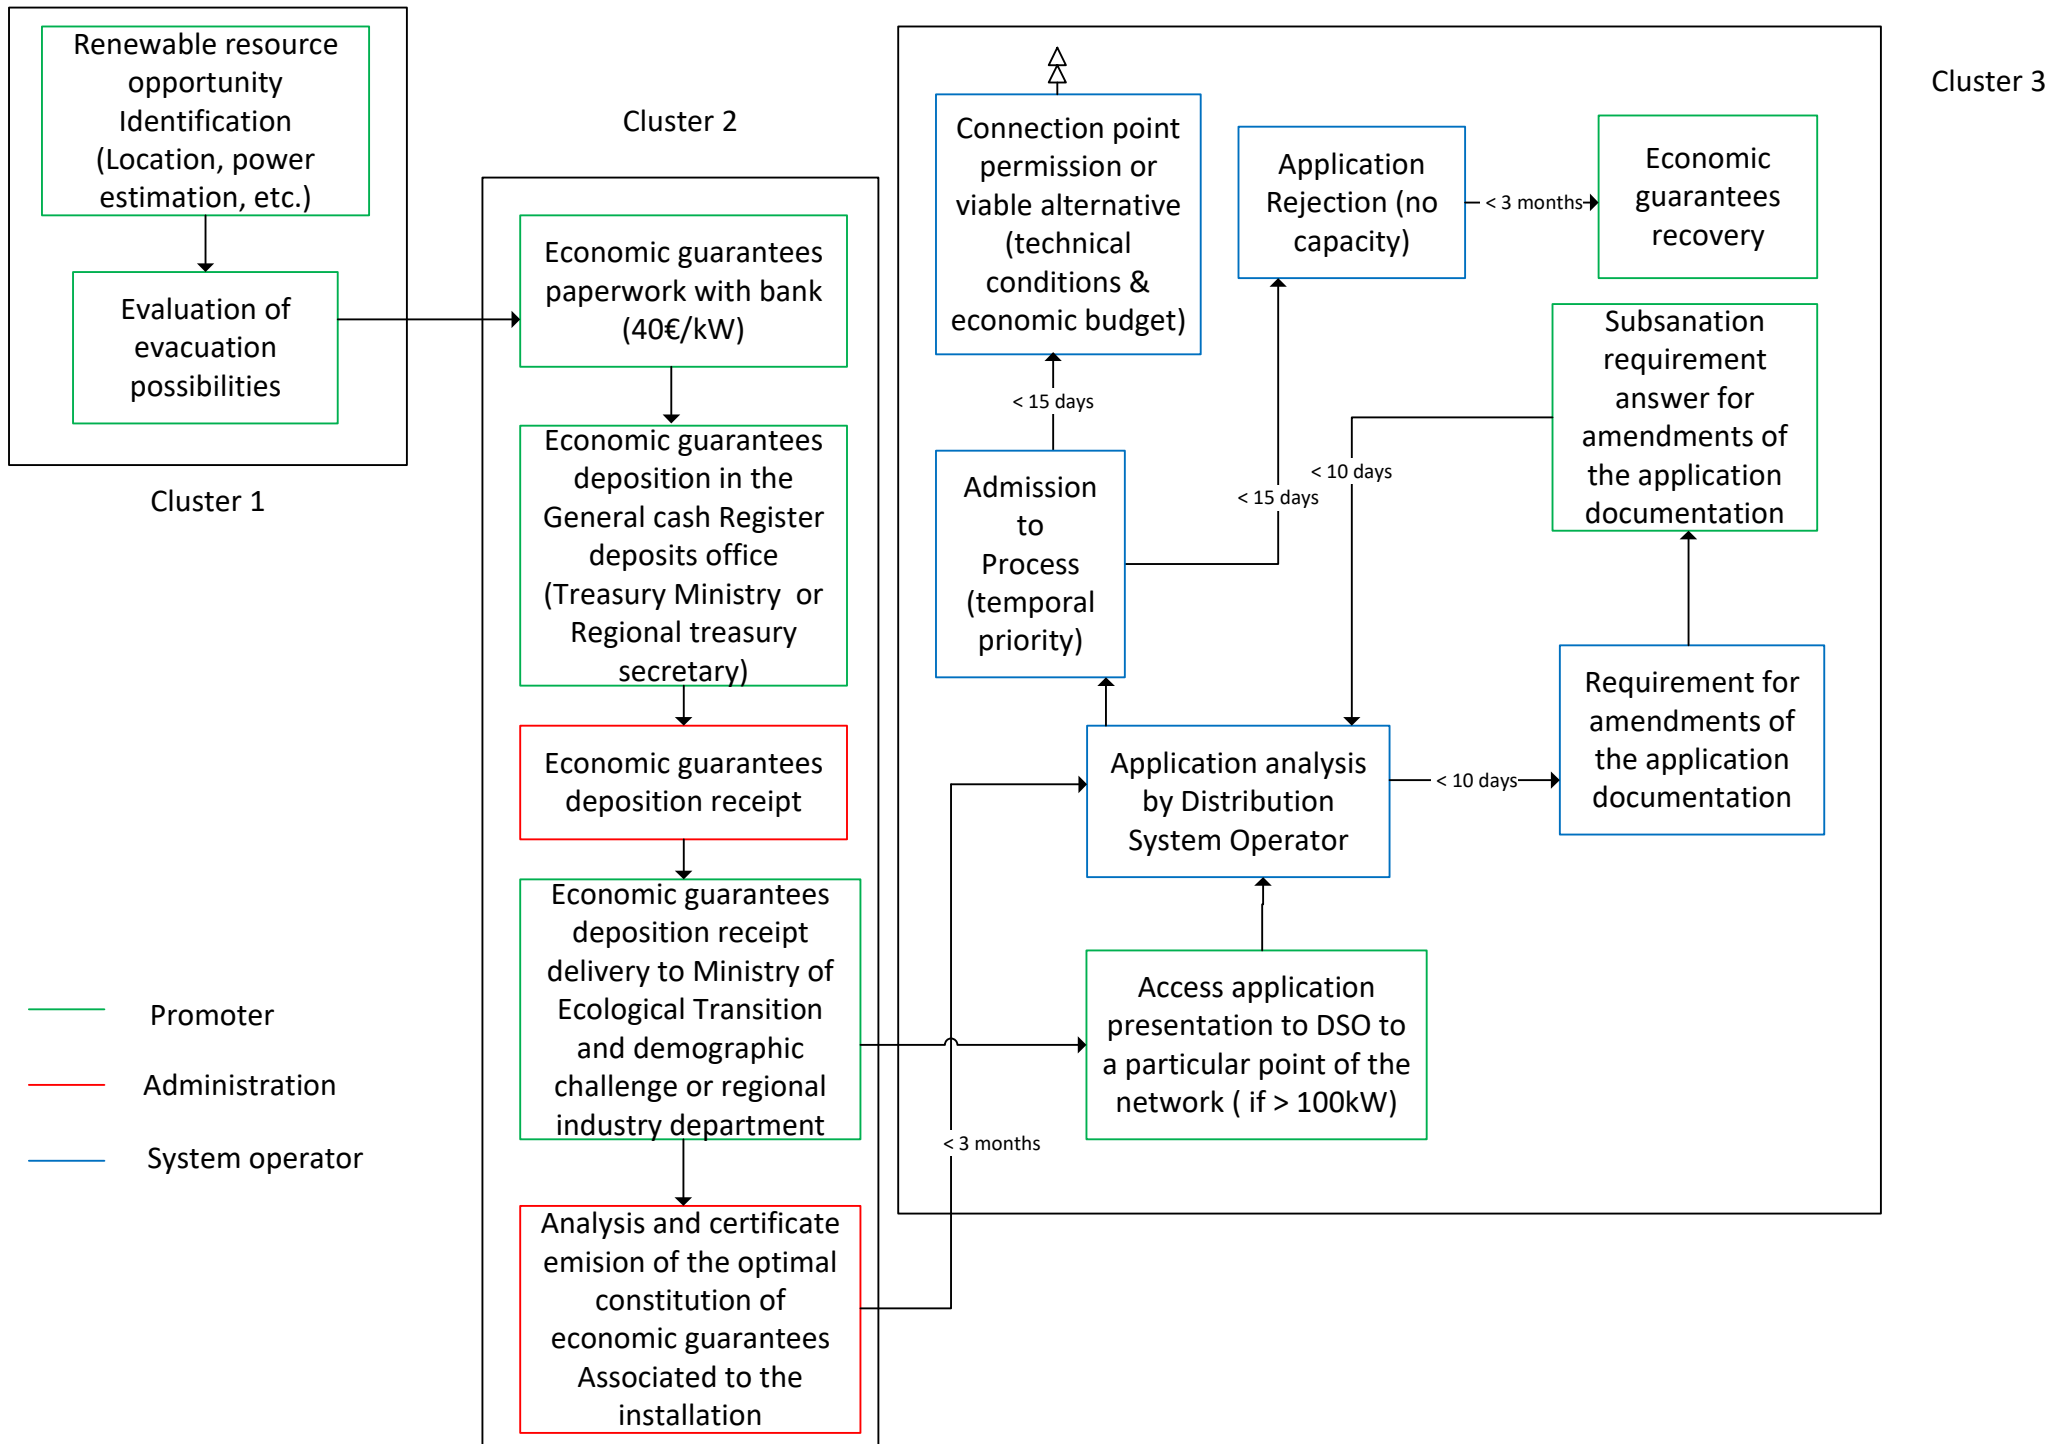 Renewable resource
opportunity
Identification
(Location, power
estimation, etc.)
Evaluation of
evacuation
possibilities
Cluster 1
Cluster 2
Economic guarantees
paperwork with bank
(40€/kW)
Economic guarantees
deposition in the
General cash Register
deposits office
(Treasury Ministry or
Regional treasury
secretary)
Economic guarantees
deposition receipt
Economic guarantees
deposition receipt
delivery to Ministry of
Ecological Transition
and demographic
challenge or regional
industry department
Analysis and certificate
emision of the optimal
constitution of
economic guarantees
Associated to the
installation
Cluster 3
Connection point
permission or
viable alternative
(technical
conditions &
economic budget)
Application
Rejection (no
capacity)
< 3 months
Economic
guarantees
recovery
Subsanation
requirement
answer for
amendments of
the application
documentation
< 15 days
< 10 days
< 15 days
Admission
to
Process
(temporal
priority)
Requirement for
amendments of
the application
documentation
Application analysis
by Distribution
System Operator
< 10 days
Access application
presentation to DSO to
a particular point of the
network ( if > 100kW)
< 3 months
Promoter
Administration
System operator